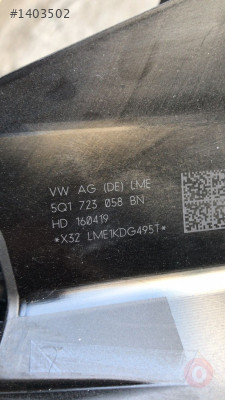 #1403502
VW AG (DE) LME
5Q1 723 058 BN
HD 160419
*X32 LME1KDG495T*